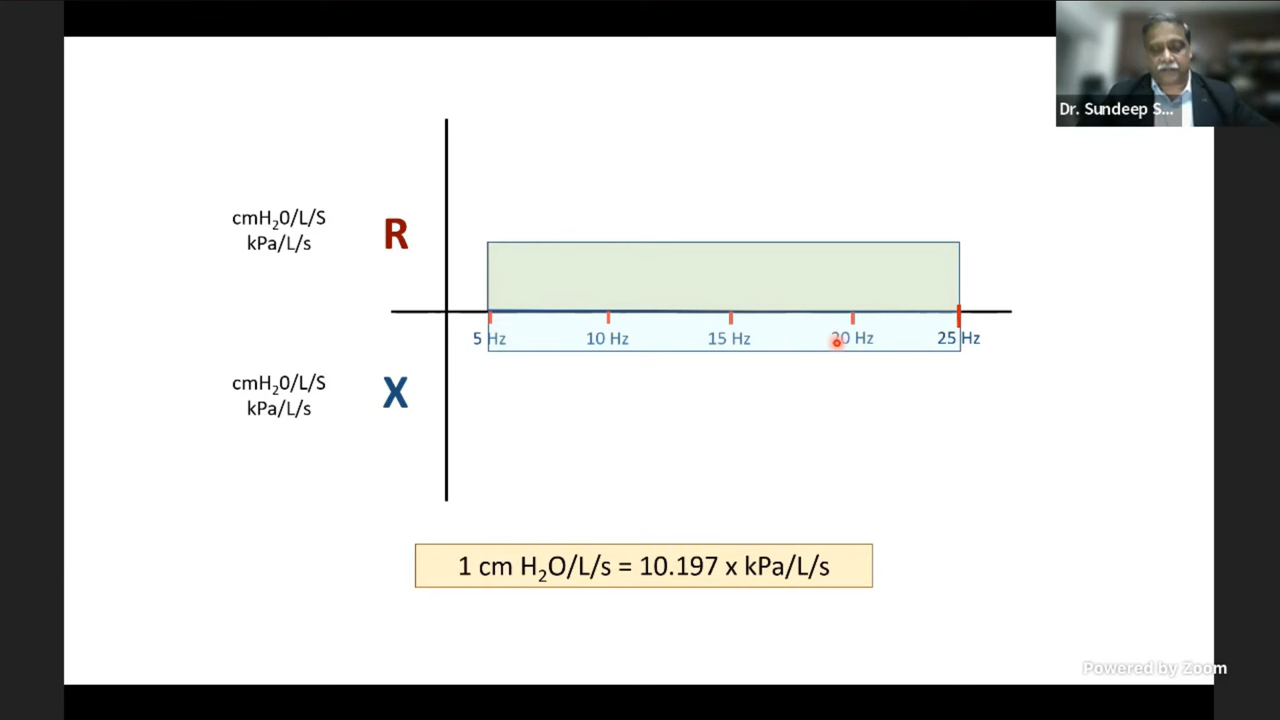 Dr. Sundeep S...
cmH₂0/L/S
kPa/L/s
R
5 Hz
10 Hz
15 Hz
20 Hz
25 Hz
cmH₂0/L/S
kPa/L/s
X
1 cm H₂O/L/s = 10.197 x kPa/L/s
Powered by Zoom